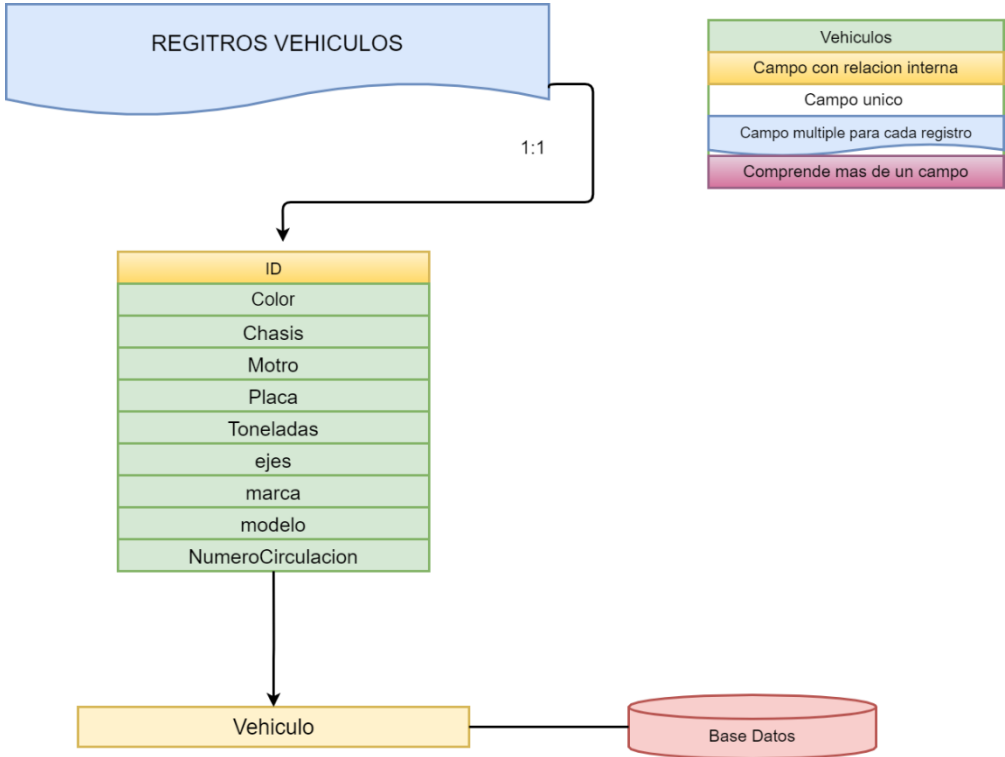 REGITROS VEHICULOS
Vehiculos
Campo con relacion interna
Campo unico
Campo multiple para cada registro
Comprende mas de un campo
1:1
ID
Color
Chasis
Motro
Placa
Toneladas
ejes
marca
modelo
NumeroCirculacion
Vehiculo
Base Datos